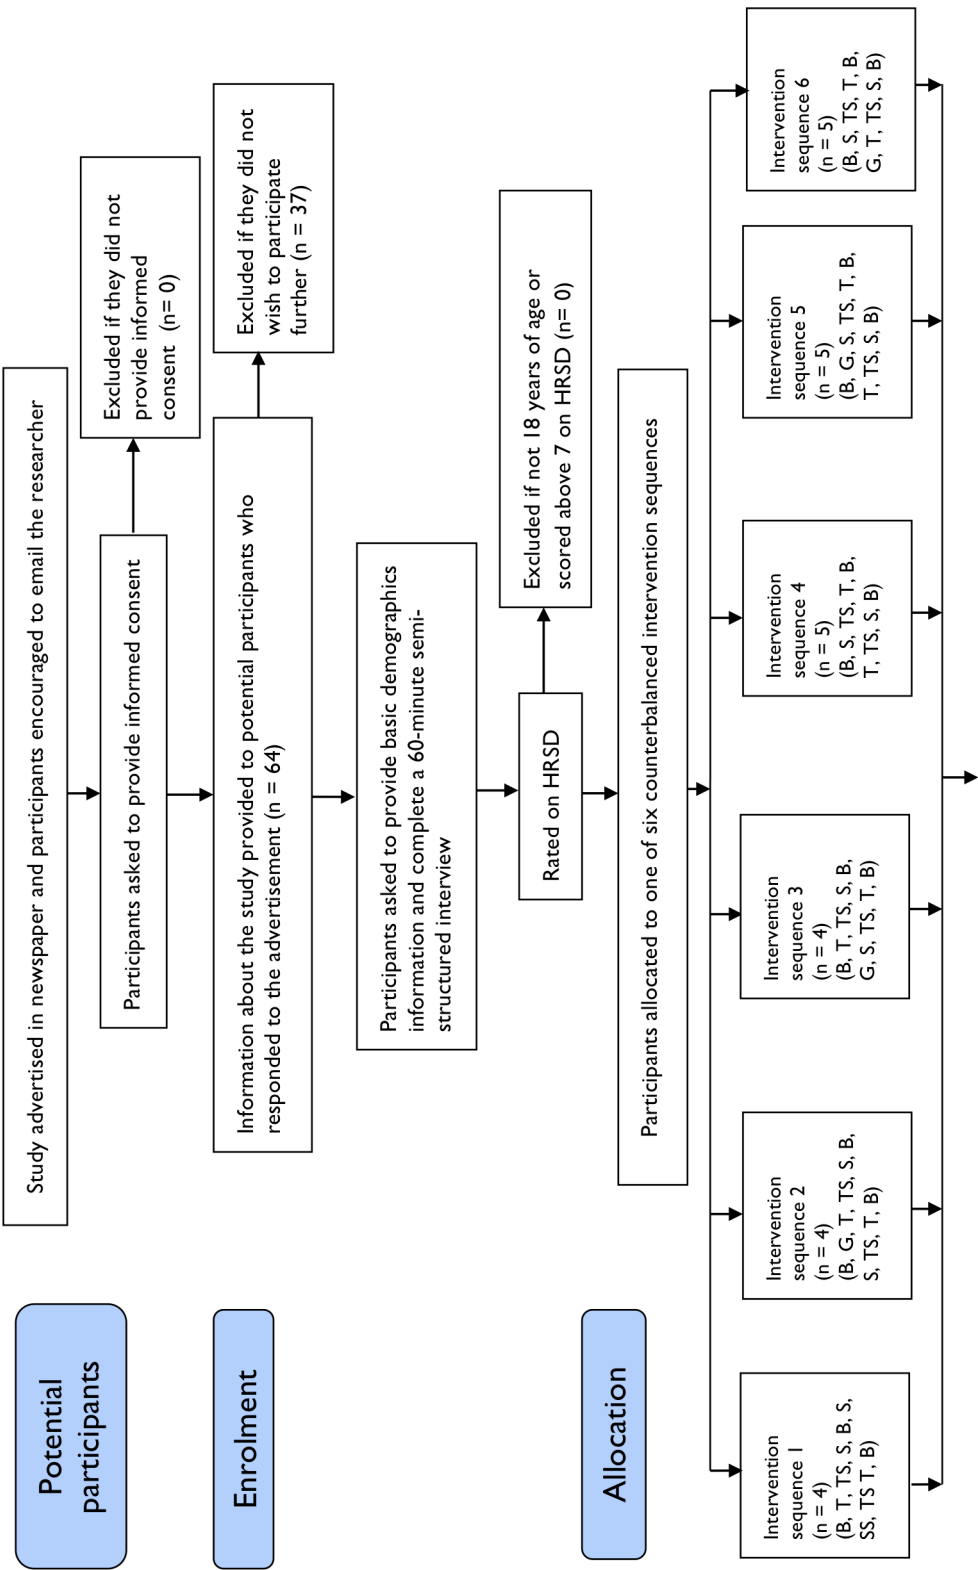 Potential
participants
Study advertised in newspaper and participants encouraged to email the researcher
Participants asked to provide informed consent
Excluded if they did not
provide informed
consent (n= 0)
Enrolment
Information about the study provided to potential participants who
responded to the advertisement (n = 64)
Excluded if they did not
wish to participate
further (n = 37)
Participants asked to provide basic demographics
information and complete a 60-minute semi-
structured interview
Rated on HRSD
Excluded if not 18 years of age or
scored above 7 on HRSD (n= 0)
Allocation
Participants allocated to one of six counterbalanced intervention sequences
Intervention
sequence 1
(n = 4)
(B, T, TS, S, B, S,
SS, TS T, B)
Intervention
sequence 2
(n = 4)
(B, G, T, TS, S, B,
S, TS, T, B)
Intervention
sequence 3
(n = 4)
(B, T, TS, S, B,
G, S, TS, T, B)
Intervention
sequence 4
(n = 5)
(B, S, TS, T, B,
T, TS, S, B)
Intervention
sequence 5
(n = 5)
(B, G, S, TS, T, B,
T, TS, S, B)
Intervention
sequence 6
(n = 5)
(B, S, TS, T, B,
G, T, TS, S, B)